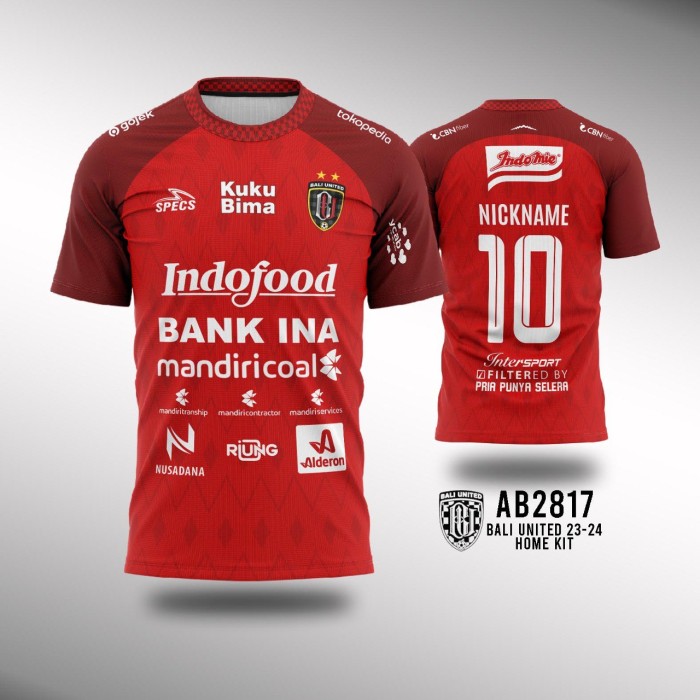 gojek
tokopedia
SPECS
Kuku
Bima
BALI UNITED
kcab
Indofood
BANK INA
mandiricoal
mandiritranship
mandiricontractor
mandiriservices
NUSADANA
RIUNG
Alderon
CBN fiber
CBN fiber
Indomie
NICKNAME
10
InterSPORT
FILTERED BY
PRIA PUNYA SELERA
BALI UNITED
AB2817
BALI UNITED 23-24
HOME KIT